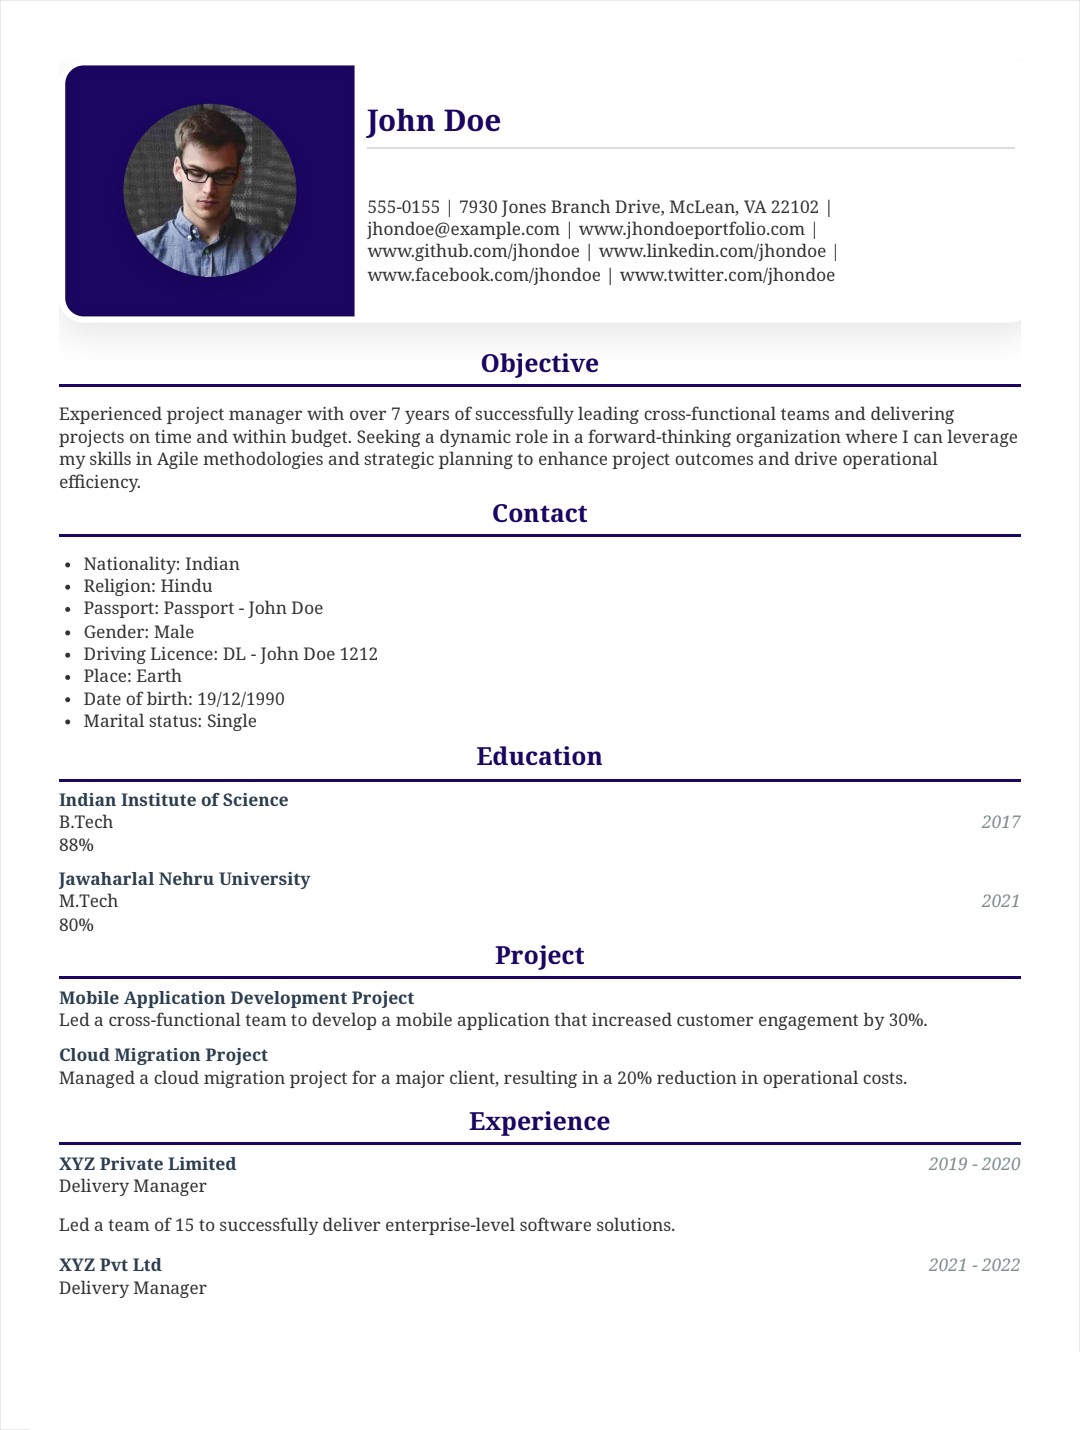 John Doe
555-0155 | 7930 Jones Branch Drive, McLean, VA 22102 |
jhondoe@example.com | www.jhondoeportfolio.com |
www.github.com/jhondoe | www.linkedin.com/jhondoe |
www.facebook.com/jhondoe | www.twitter.com/jhondoe
Objective
Experienced project manager with over 7 years of successfully leading cross-functional teams and delivering
projects on time and within budget. Seeking a dynamic role in a forward-thinking organization where I can leverage
my skills in Agile methodologies and strategic planning to enhance project outcomes and drive operational
efficiency.
Contact
• Nationality: Indian
• Religion: Hindu
• Passport: Passport - John Doe
• Gender: Male
• Driving Licence: DL - John Doe 1212
• Place: Earth
• Date of birth: 19/12/1990
• Marital status: Single
Education
Indian Institute of Science
B.Tech 2017
88%
Jawaharlal Nehru University
M.Tech 2021
80%
Project
Mobile Application Development Project
Led a cross-functional team to develop a mobile application that increased customer engagement by 30%.
Cloud Migration Project
Managed a cloud migration project for a major client, resulting in a 20% reduction in operational costs.
Experience
XYZ Private Limited 2019 - 2020
Delivery Manager
Led a team of 15 to successfully deliver enterprise-level software solutions.
XYZ Pvt Ltd 2021 - 2022
Delivery Manager